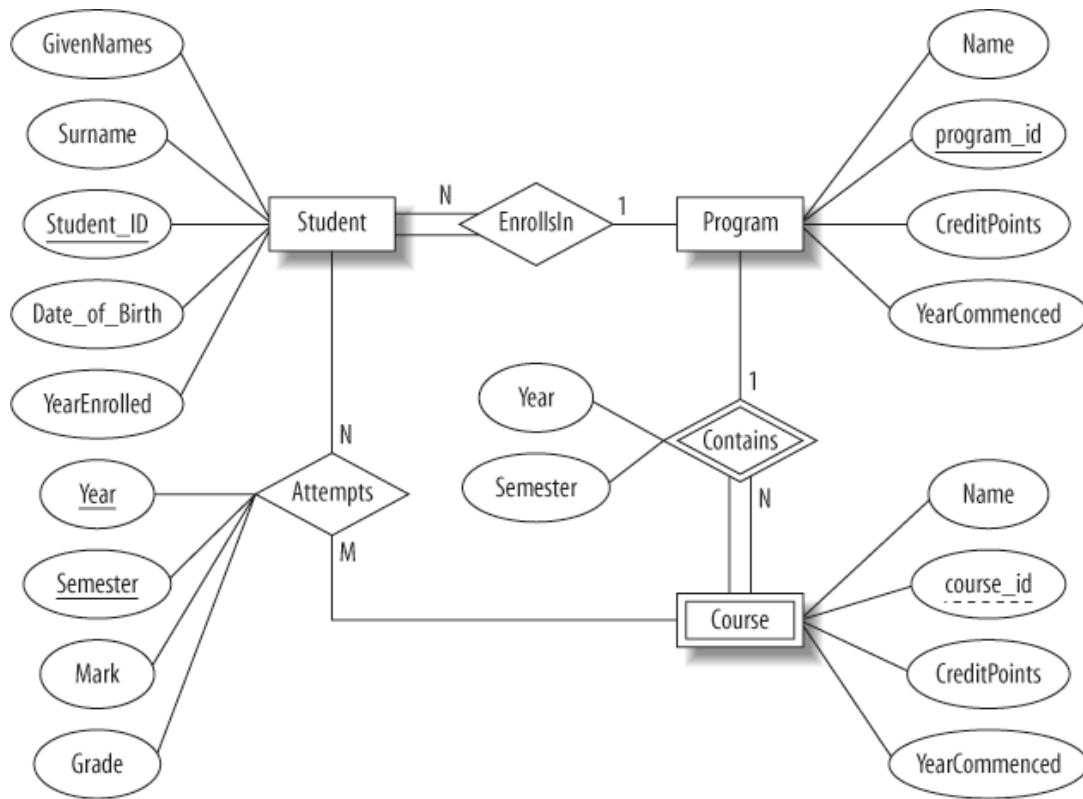 GivenNames
Surname
Student_ID
Date_of_Birth
YearEnrolled
Student
N
EnrollsIn
1
Program
Name
program_id
CreditPoints
YearCommenced
Year
Semester
Mark
Grade
N
Attempts
M
Year
Semester
1
Contains
N
Course
Name
course_id
CreditPoints
YearCommenced